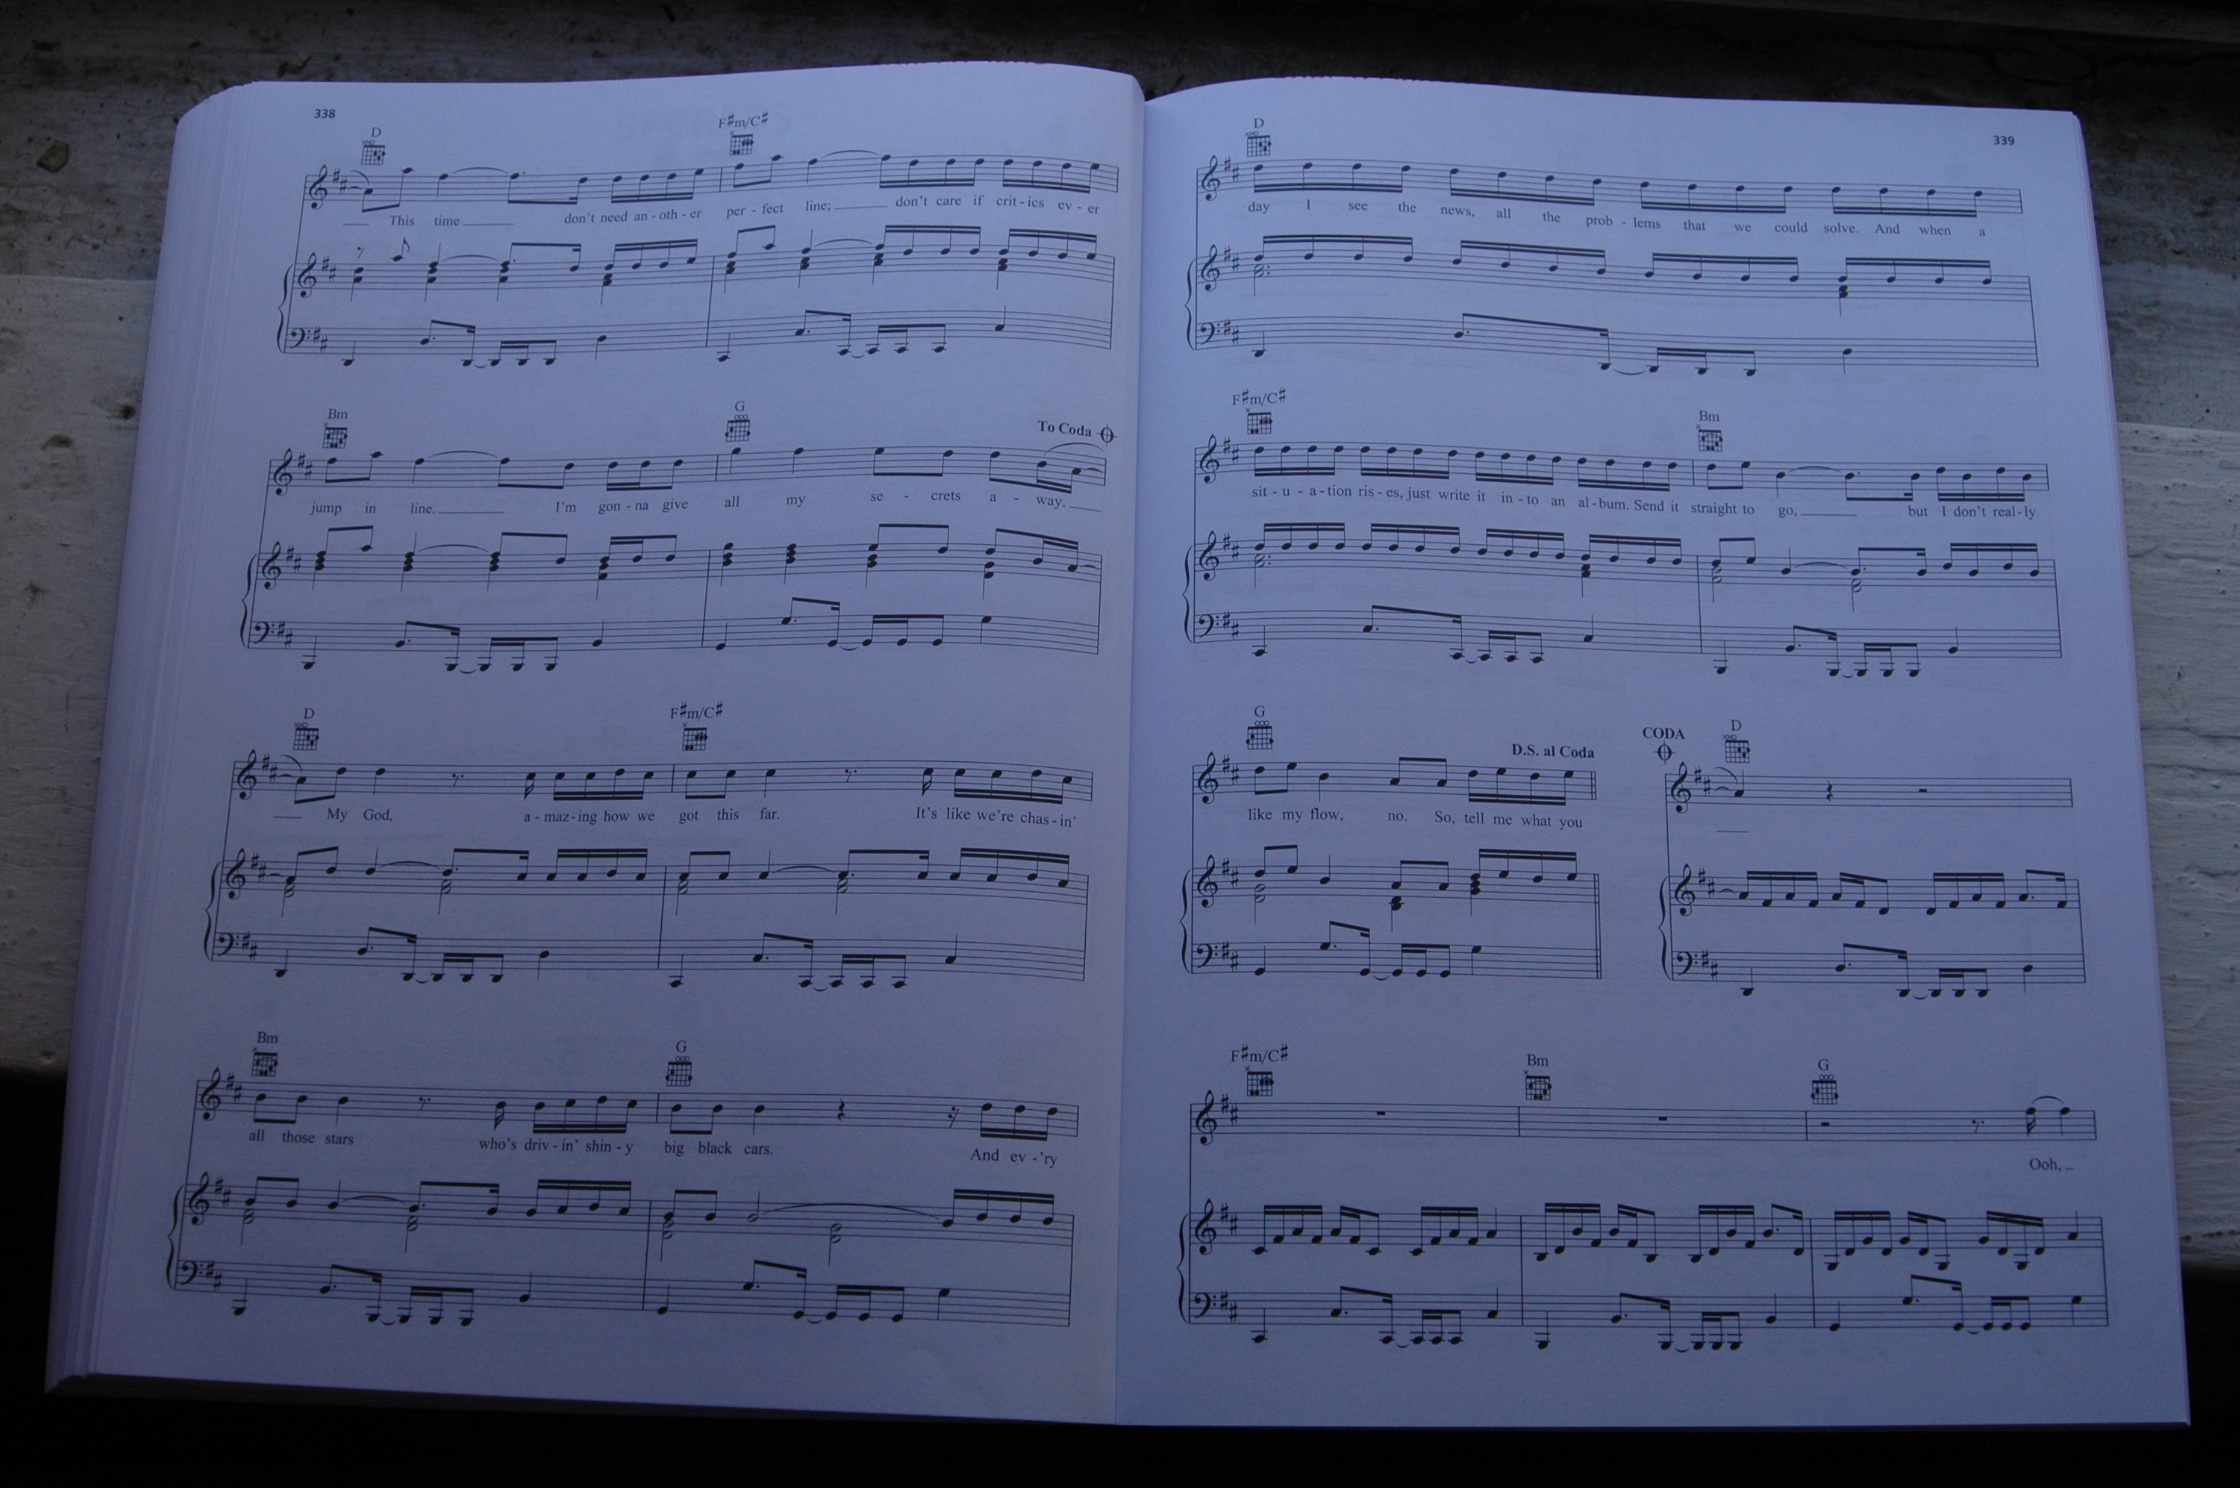 338
D F♯m/C♯
This time don't need an - oth - er per - fect line; don't care if crit - ics ev - er
Bm G To Coda
jump in line. I'm gon - na give all my se - crets a - way.
D F♯m/C♯
My God, a - maz - ing how we got this far. It's like we're chas - in'
Bm G
all those stars who's driv - in' shin - y big black cars. And ev - 'ry
339
D
day I see the news, all the prob - lems that we could solve. And when a
F♯m/C♯ Bm
sit - u - a - tion ris - es, just write it in - to an al - bum. Send it straight to go, but I don't real - ly
G D.S. al Coda CODA D
like my flow, no. So, tell me what you
F♯m/C♯ Bm G
Ooh,